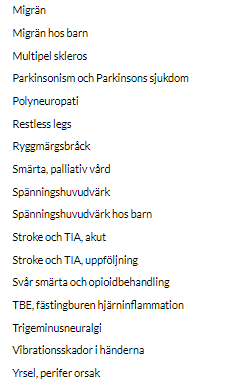 Migrän
Migrän hos barn
Multipel skleros
Parkinsonism och Parkinsons sjukdom
Polyneuropati
Restless legs
Ryggmärgsbråck
Smärta, palliativ vård
Spänningshuvudvärk
Spänningshuvudvärk hos barn
Stroke och TIA, akut
Stroke och TIA, uppföljning
Svår smärta och opioidbehandling
TBE, fästingburen hjärninflammation
Trigeminusneuralgi
Vibrationsskador i händerna
Yrsel, perifer orsak